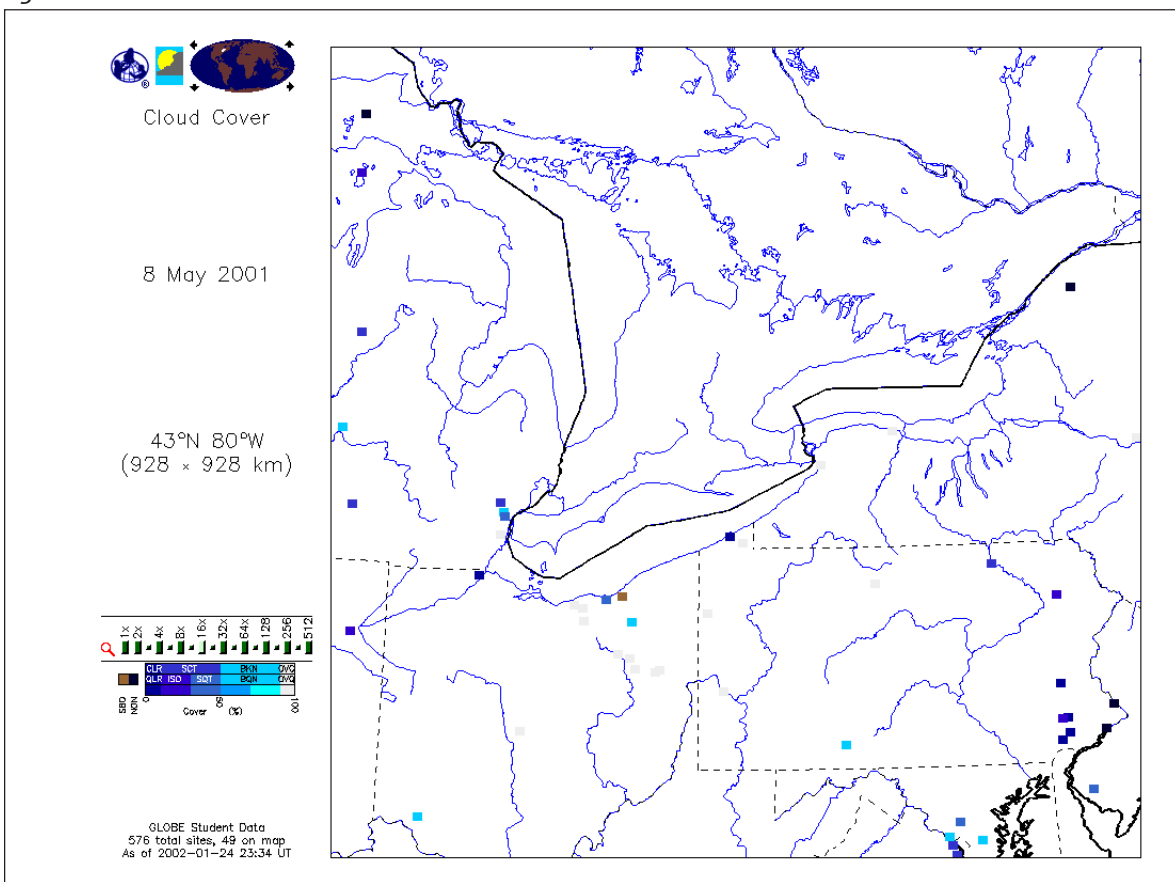 ®
Cloud Cover
8 May 2001
43°N 80°W
(928 × 928 km)
1x 2x 4x 8x 16x 32x 64x 128 256 512
CLR SCT BKN OVC
CLR ISO SCT BKN OVC
OBS NON 0 50 100
Cover (%)
GLOBE Student Data
576 total sites, 49 on map
As of 2002-01-24 23:34 UT